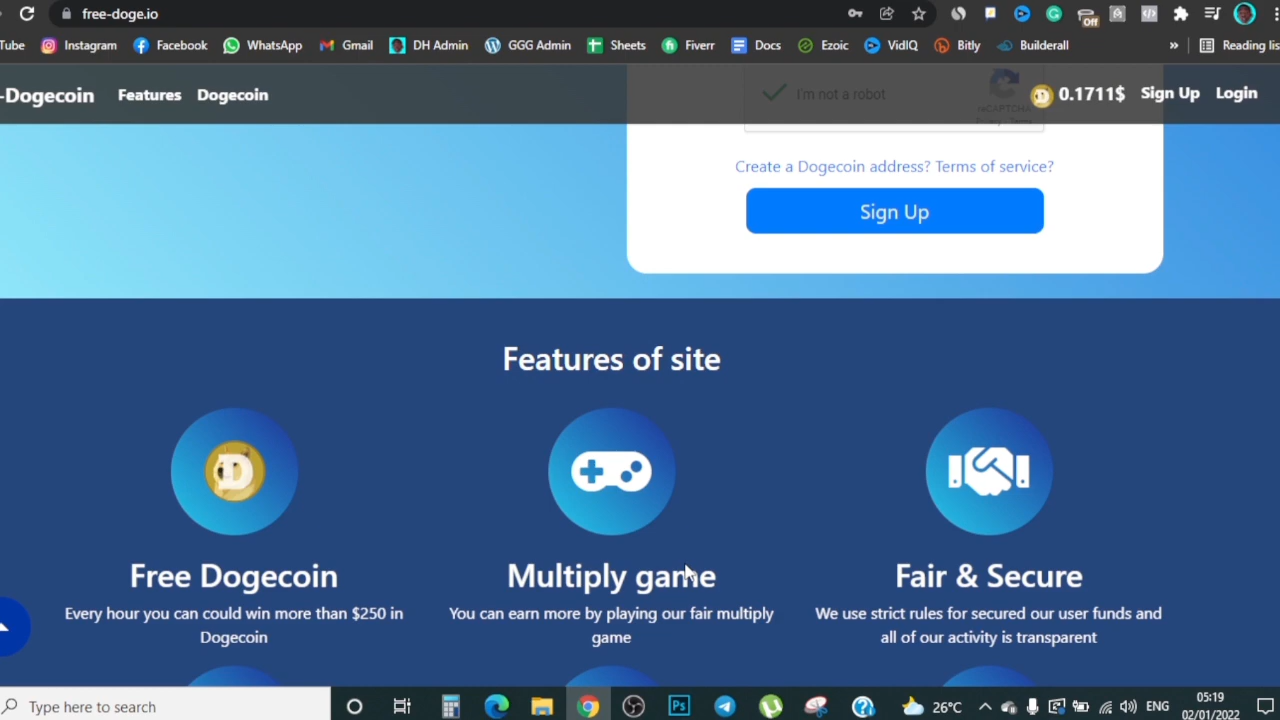 free-doge.io
Off
Tube Instagram Facebook WhatsApp Gmail DH Admin GGG Admin Sheets Fiverr Docs Ezoic VidIQ Bitly Builderall » Reading lis
-Dogecoin Features Dogecoin 0.1711$ Sign Up Login
I'm not a robot
reCAPTCHA
Privacy - Terms
Create a Dogecoin address? Terms of service?
Sign Up
Features of site
Free Dogecoin
Every hour you can could win more than $250 in
Dogecoin
Multiply game
You can earn more by playing our fair multiply
game
Fair & Secure
We use strict rules for secured our user funds and
all of our activity is transparent
Type here to search
Ps
26°C
ENG
05:19
02/01/2022